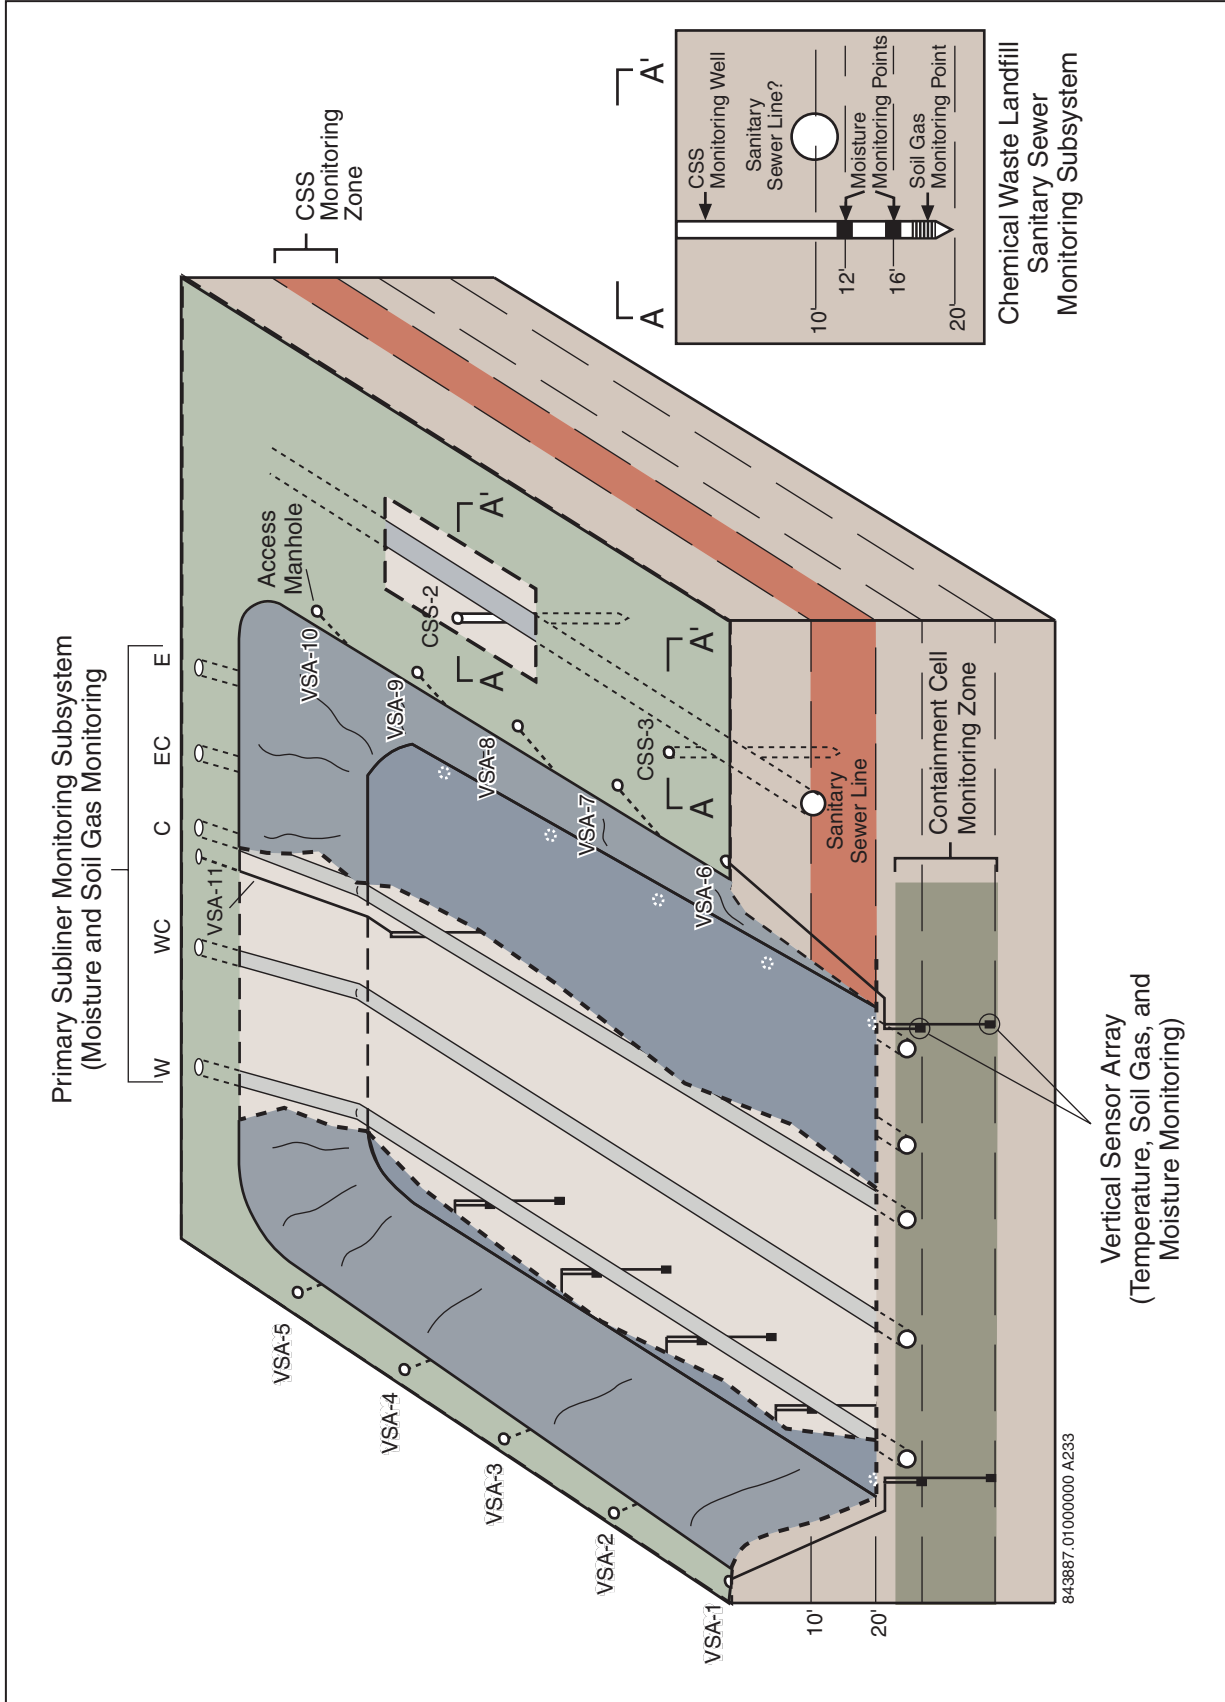 Primary Subliner Monitoring Subsystem
(Moisture and Soil Gas Monitoring)
W
WC
C
EC
E
VSA-11
VSA-10
VSA-9
VSA-8
VSA-7
VSA-6
VSA-5
VSA-4
VSA-3
VSA-2
VSA-1
Access
Manhole
CSS-2
A
A'
CSS-3
A
A'
CSS
Monitoring
Zone
Sanitary
Sewer Line
Containment Cell
Monitoring Zone
10'
20'
Vertical Sensor Array
(Temperature, Soil Gas, and
Moisture Monitoring)
843887.01000000 A233
A
A'
CSS
Monitoring Well
Sanitary
Sewer Line?
Moisture
Monitoring Points
Soil Gas
Monitoring Point
10'
12'
16'
20'
Chemical Waste Landfill
Sanitary Sewer
Monitoring Subsystem